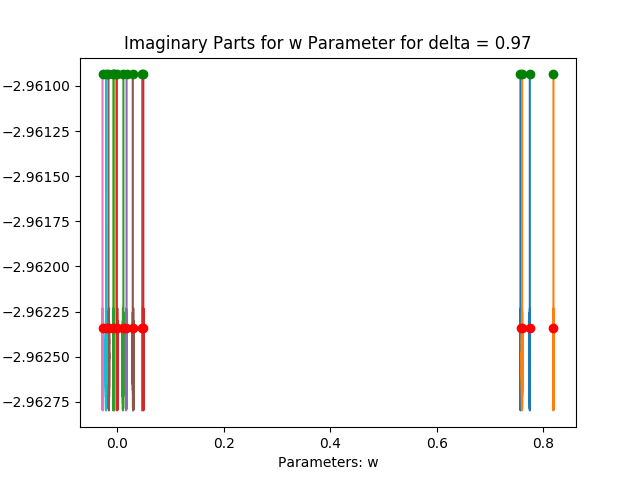 Imaginary Parts for w Parameter for delta = 0.97
−2.96100
−2.96125
−2.96150
−2.96175
−2.96200
−2.96225
−2.96250
−2.96275
0.0 0.2 0.4 0.6 0.8
Parameters: w